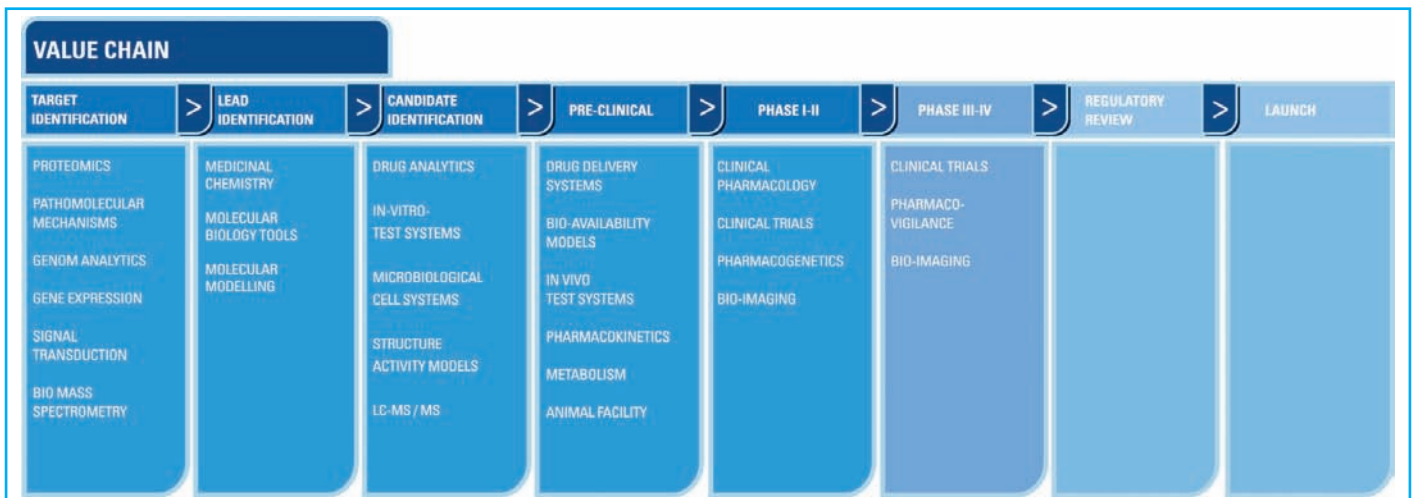 VALUE CHAIN
TARGET
IDENTIFICATION
>
LEAD
IDENTIFICATION
>
CANDIDATE
IDENTIFICATION
>
PRE-CLINICAL
>
PHASE I-II
>
PHASE III-IV
>
REGULATORY
REVIEW
>
LAUNCH
PROTEOMICS
PATHOMOLECULAR
MECHANISMS
GENOM ANALYTICS
GENE EXPRESSION
SIGNAL
TRANSDUCTION
BIO MASS
SPECTROMETRY
MEDICINAL
CHEMISTRY
MOLECULAR
BIOLOGY TOOLS
MOLECULAR
MODELLING
DRUG ANALYTICS
IN-VITRO-
TEST SYSTEMS
MICROBIOLOGICAL
CELL SYSTEMS
STRUCTURE
ACTIVITY MODELS
LC-MS / MS
DRUG DELIVERY
SYSTEMS
BIO-AVAILABILITY
MODELS
IN VIVO
TEST SYSTEMS
PHARMACOKINETICS
METABOLISM
ANIMAL FACILITY
CLINICAL
PHARMACOLOGY
CLINICAL TRIALS
PHARMACOGENETICS
BIO-IMAGING
CLINICAL TRIALS
PHARMACO-
VIGILANCE
BIO-IMAGING